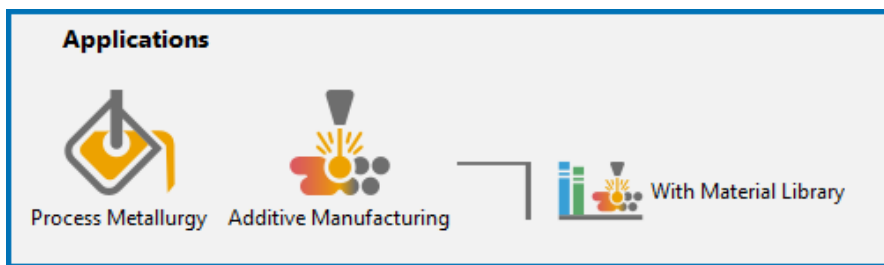 Applications
With Material Library
Process Metallurgy
Additive Manufacturing